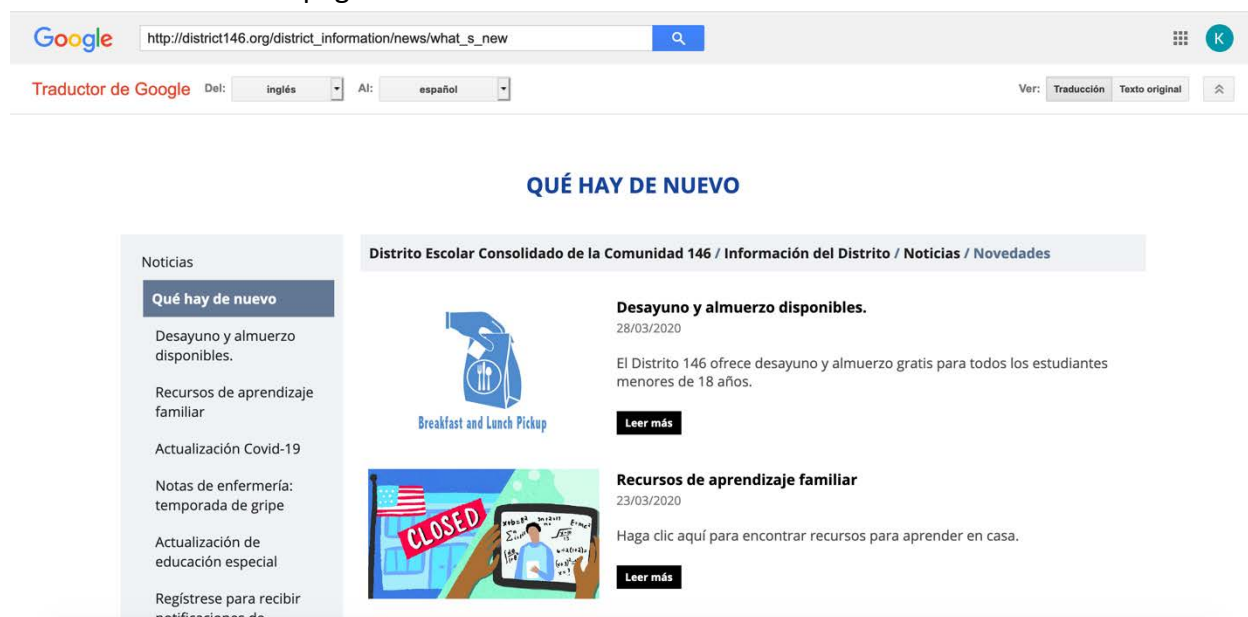 Google
http://district146.org/district_information/news/what_s_new
K
Traductor de Google Del: inglés Al: español Ver: Traducción Texto original
QUÉ HAY DE NUEVO
Noticias
Qué hay de nuevo
Desayuno y almuerzo
disponibles.
Recursos de aprendizaje
familiar
Actualización Covid-19
Notas de enfermería:
temporada de gripe
Actualización de
educación especial
Regístrese para recibir
Distrito Escolar Consolidado de la Comunidad 146 / Información del Distrito / Noticias / Novedades
Breakfast and Lunch Pickup
Desayuno y almuerzo disponibles.
28/03/2020
El Distrito 146 ofrece desayuno y almuerzo gratis para todos los estudiantes
menores de 18 años.
Leer más
CLOSED
Recursos de aprendizaje familiar
23/03/2020
Haga clic aquí para encontrar recursos para aprender en casa.
Leer más